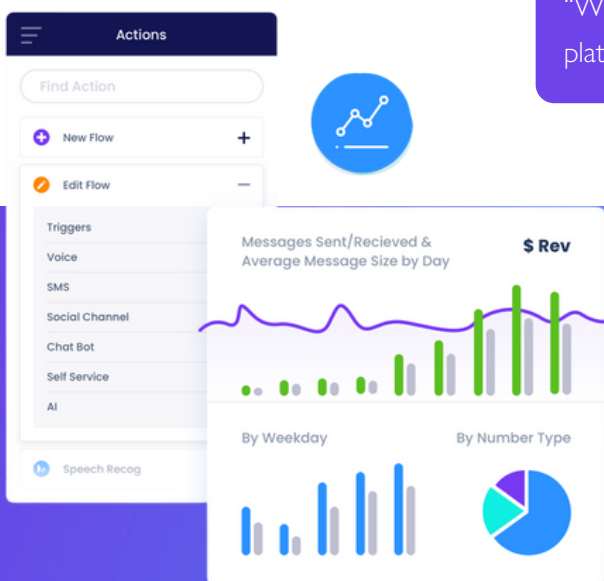 "W
plat
Actions
Find Action
New Flow
Edit Flow
Triggers
Voice
SMS
Social Channel
Chat Bot
Self Service
AI
Speech Recog
Messages Sent/Recieved &
Average Message Size by Day
$ Rev
By Weekday
By Number Type